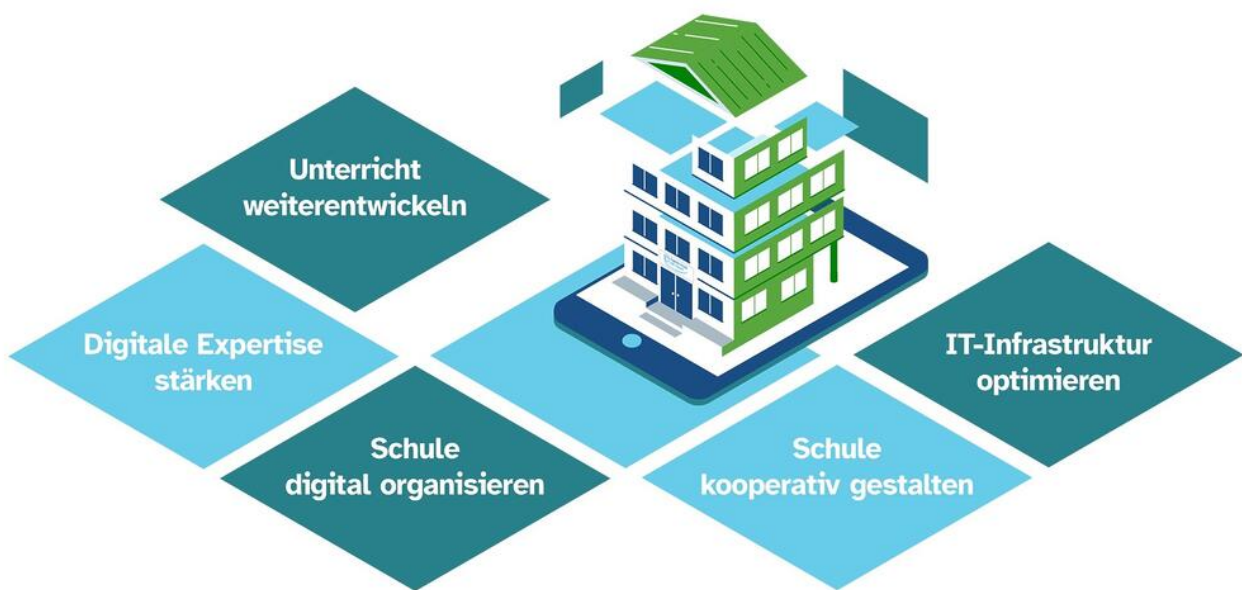 Unterricht
weiterentwickeln
Digitale Expertise
stärken
IT-Infrastruktur
optimieren
Schule
digital organisieren
Schule
kooperativ gestalten